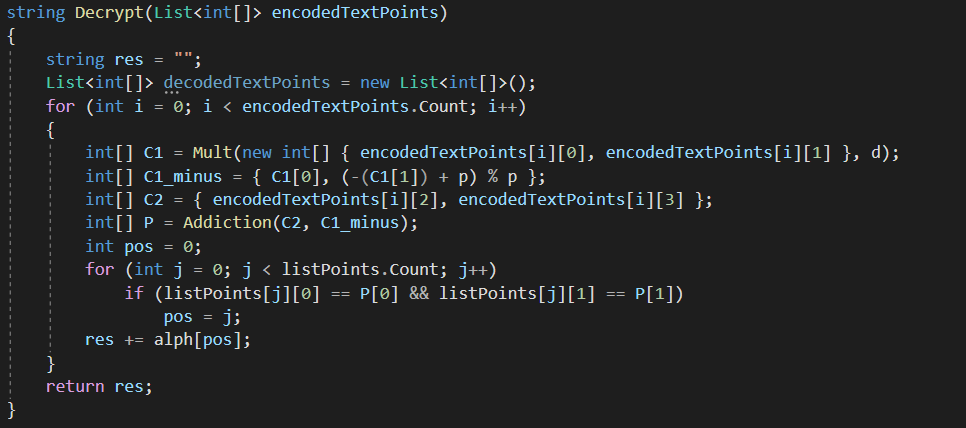 string Decrypt(List<int[]> encodedTextPoints)
{
    string res = "";
    List<int[]> decodedTextPoints = new List<int[]>();
    for (int i = 0; i < encodedTextPoints.Count; i++)
    {
        int[] C1 = Mult(new int[] { encodedTextPoints[i][0], encodedTextPoints[i][1] }, d);
        int[] C1_minus = { C1[0], (-(C1[1]) + p) % p };
        int[] C2 = { encodedTextPoints[i][2], encodedTextPoints[i][3] };
        int[] P = Addiction(C2, C1_minus);
        int pos = 0;
        for (int j = 0; j < listPoints.Count; j++)
            if (listPoints[j][0] == P[0] && listPoints[j][1] == P[1])
                pos = j;
        res += alph[pos];
    }
    return res;
}